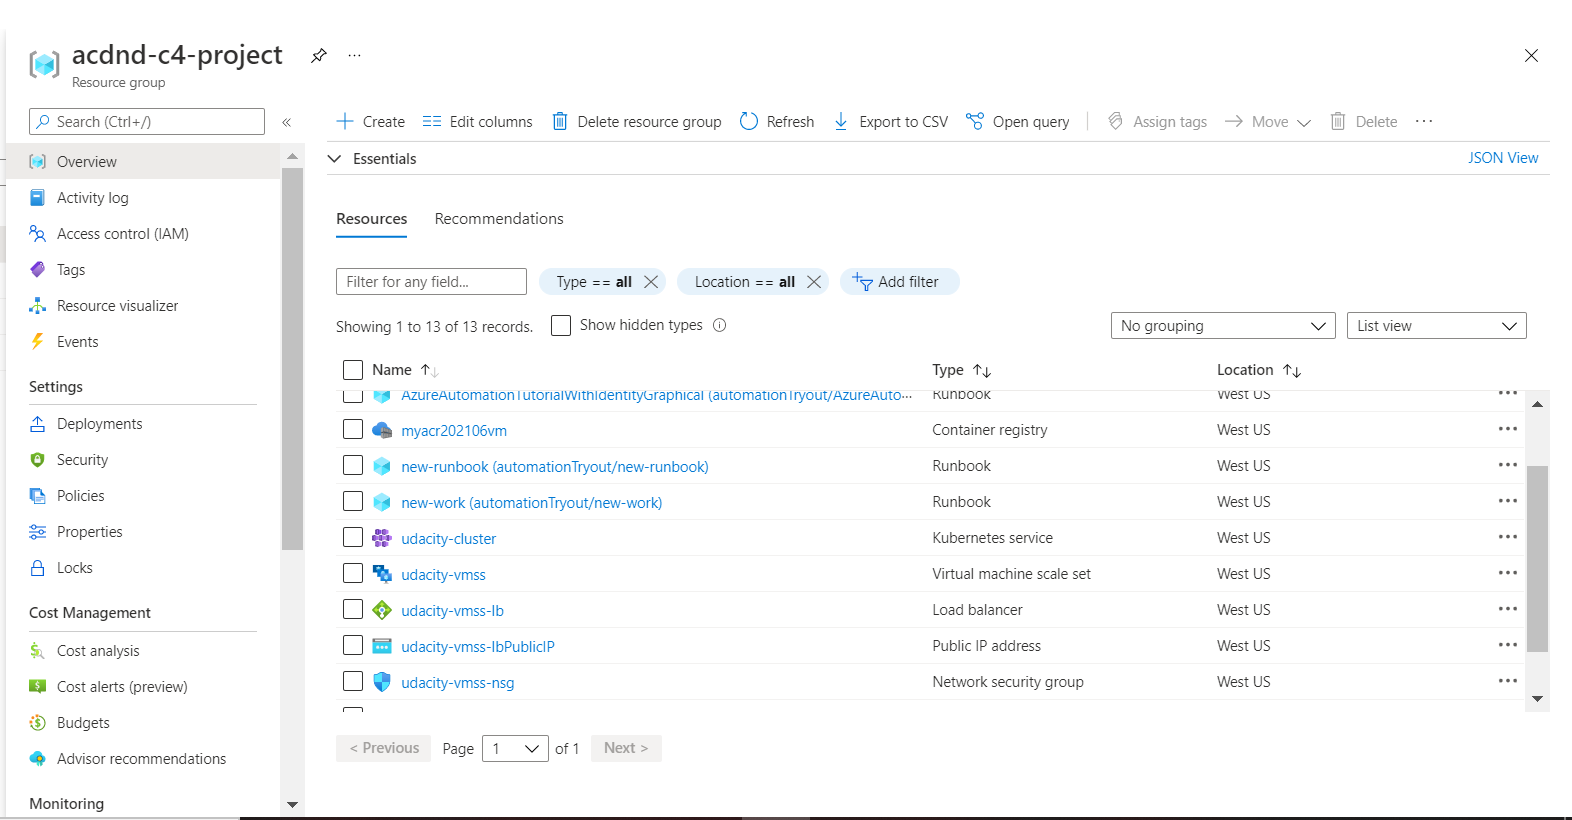 acdnd-c4-project
Resource group
Search (Ctrl+/)
Overview
Activity log
Access control (IAM)
Tags
Resource visualizer
Events
Settings
Deployments
Security
Policies
Properties
Locks
Cost Management
Cost analysis
Cost alerts (preview)
Budgets
Advisor recommendations
Monitoring
Create Edit columns Delete resource group Refresh Export to CSV Open query Assign tags Move Delete
Essentials JSON View
Resources Recommendations
Filter for any field... Type == all Location == all Add filter
Showing 1 to 13 of 13 records. Show hidden types No grouping List view
Name Type Location
AzureAutomationTutorialWithIdentityGraphical (automationTryout/AzureAuto... Runbook West US
myacr202106vm Container registry West US
new-runbook (automationTryout/new-runbook) Runbook West US
new-work (automationTryout/new-work) Runbook West US
udacity-cluster Kubernetes service West US
udacity-vmss Virtual machine scale set West US
udacity-vmss-lb Load balancer West US
udacity-vmss-lbPublicIP Public IP address West US
udacity-vmss-nsg Network security group West US
< Previous Page 1 of 1 Next >